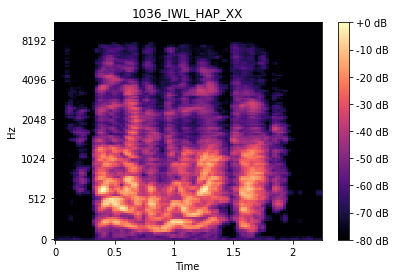 1036_IWL_HAP_XX
+0 dB
8192
-10 dB
4096
-20 dB
-30 dB
2048
Hz
-40 dB
1024
-50 dB
512
-60 dB
-70 dB
0
-80 dB
0
0.5
1
1.5
2
Time